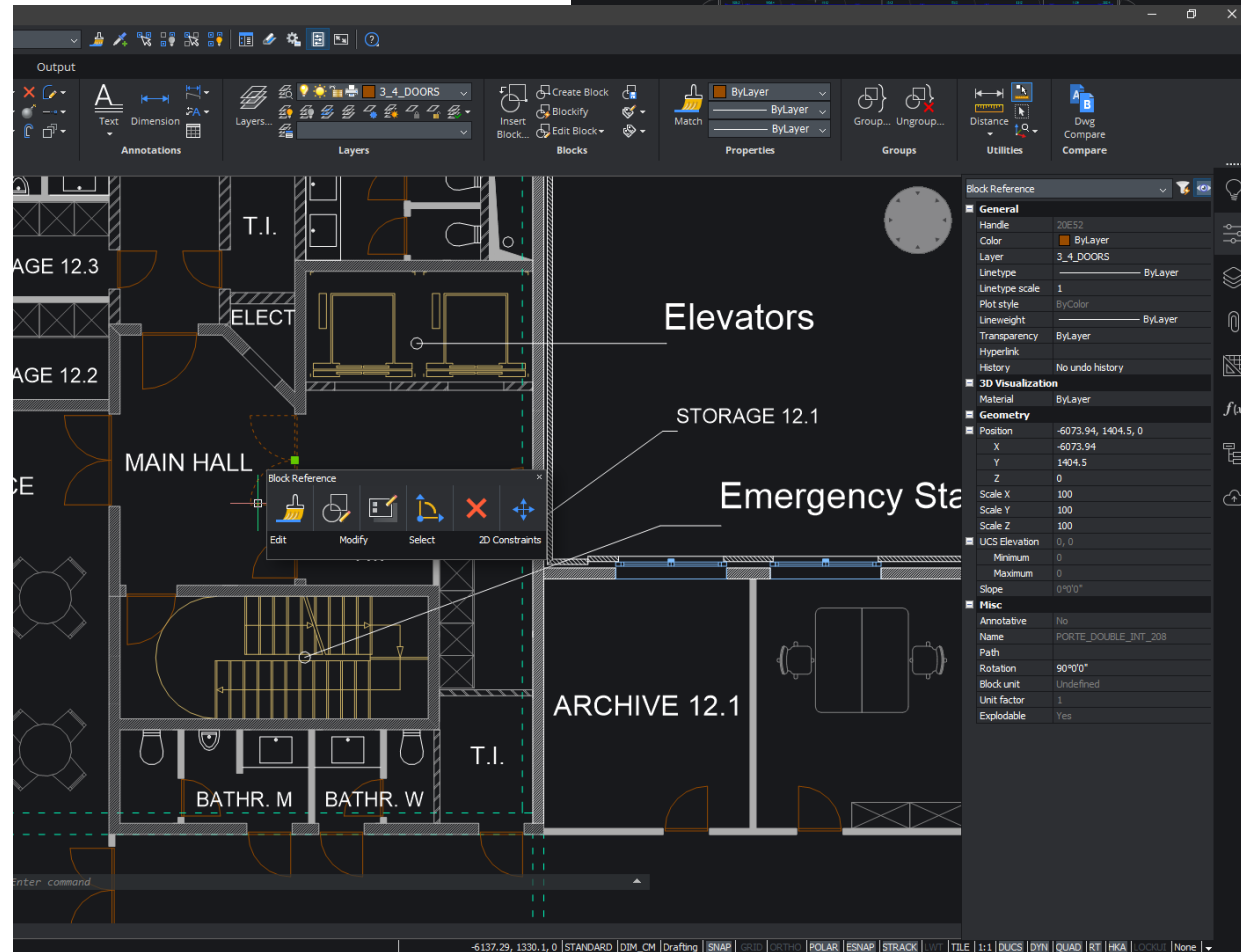 Output
3_4_DOORS
Text
Dimension
Layers...
Annotations
Layers
Insert
Block...
Create Block
Blockify
Edit Block
Blocks
Match
ByLayer
ByLayer
ByLayer
Properties
Group...
Ungroup...
Groups
Distance
Utilities
Dwg
Compare
Compare
T.I.
AGE 12.3
ELECT
AGE 12.2
Elevators
STORAGE 12.1
MAIN HALL
CE
Emergency Sta
Block Reference
Edit
Modify
Select
2D Constraints
ARCHIVE 12.1
T.I.
BATHR. M
BATHR. W
Enter command
Block Reference
General
Handle 20E52
Color ByLayer
Layer 3_4_DOORS
Linetype ByLayer
Linetype scale 1
Plot style ByColor
Lineweight ByLayer
Transparency ByLayer
Hyperlink
History No undo history
3D Visualization
Material ByLayer
Geometry
Position -6073.94, 1404.5, 0
X -6073.94
Y 1404.5
Z 0
Scale X 100
Scale Y 100
Scale Z 100
UCS Elevation 0, 0
Minimum 0
Maximum 0
Slope 0°0'0"
Misc
Annotative No
Name PORTE_DOUBLE_INT_208
Path
Rotation 90°0'0"
Block unit Undefined
Unit factor 1
Explodable Yes
-6137.29, 1330.1, 0 STANDARD DIM_CM Drafting SNAP GRID ORTHO POLAR ESNAP STRACK LWT TILE 1:1 DUCS DYN QUAD RT HKA LOCKUI None